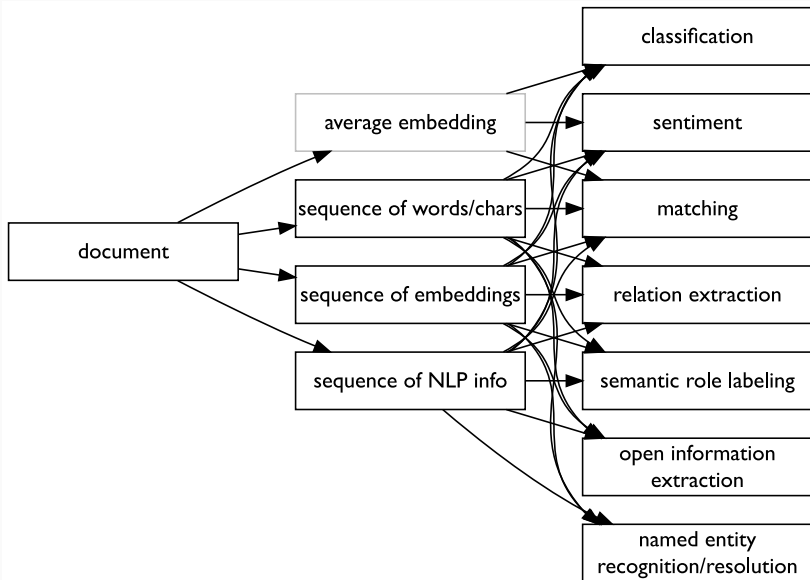 classification
average embedding
sentiment
sequence of words/chars
matching
document
sequence of embeddings
relation extraction
sequence of NLP info
semantic role labeling
open information
extraction
named entity
recognition/resolution